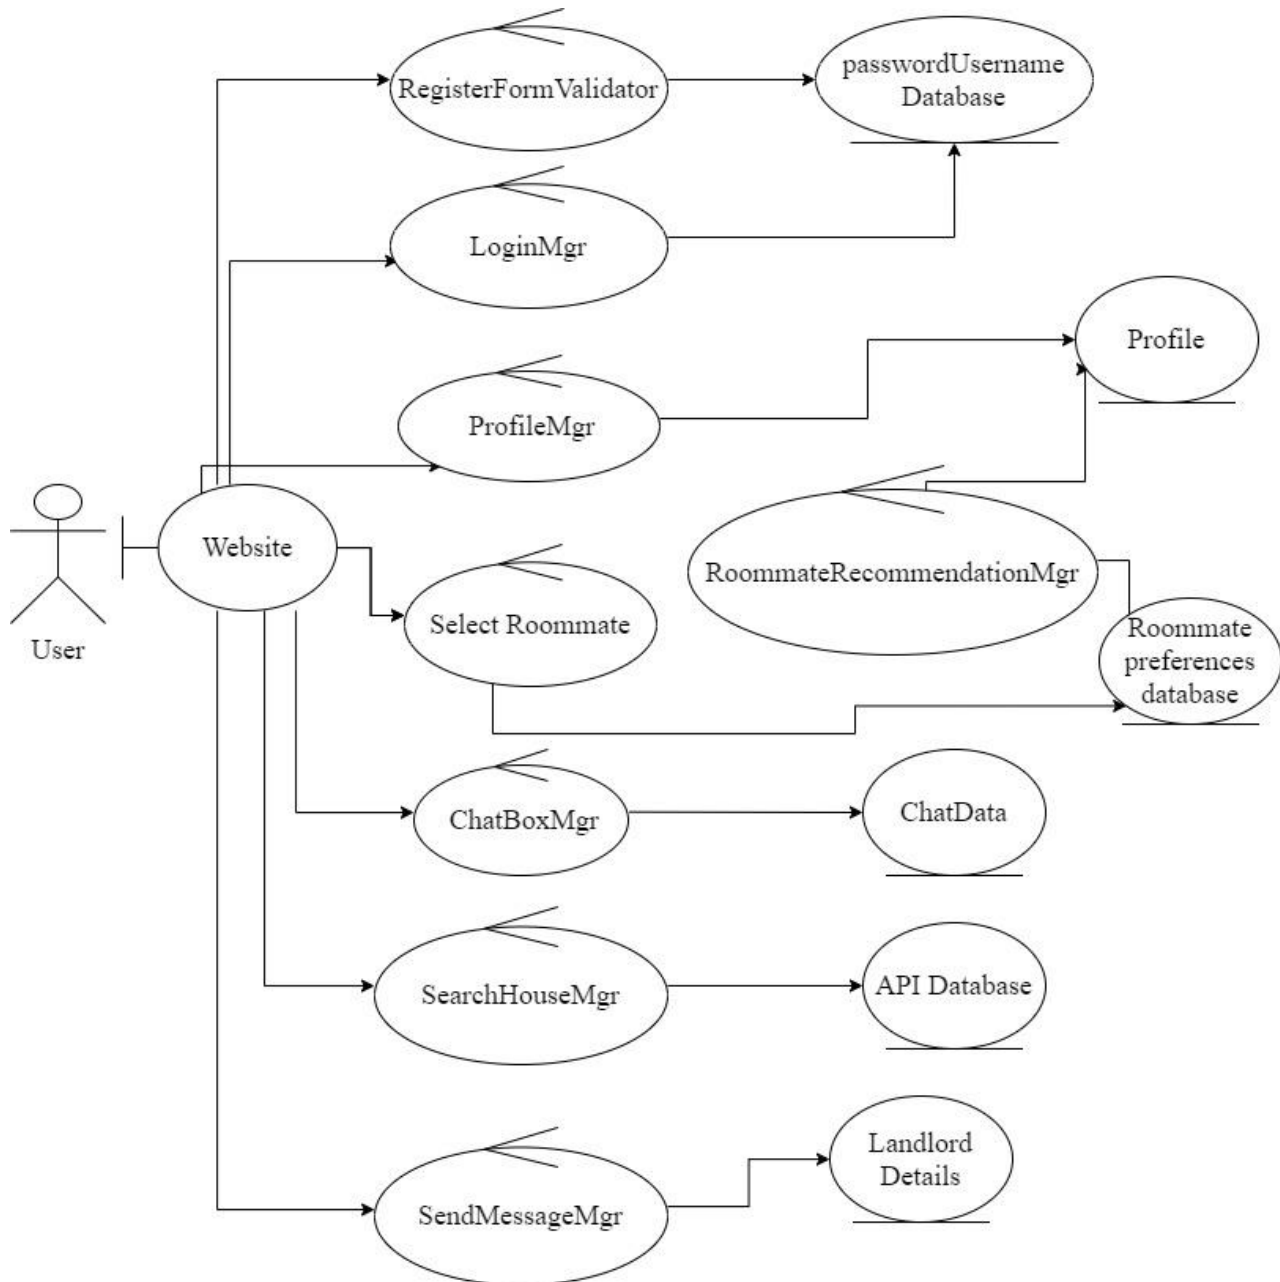 RegisterFormValidator
passwordUsername
Database
LoginMgr
Profile
ProfileMgr
Website
RoommateRecommendationMgr
Select Roommate
User
Roommate
preferences
database
ChatBoxMgr
ChatData
SearchHouseMgr
API Database
Landlord
Details
SendMessageMgr